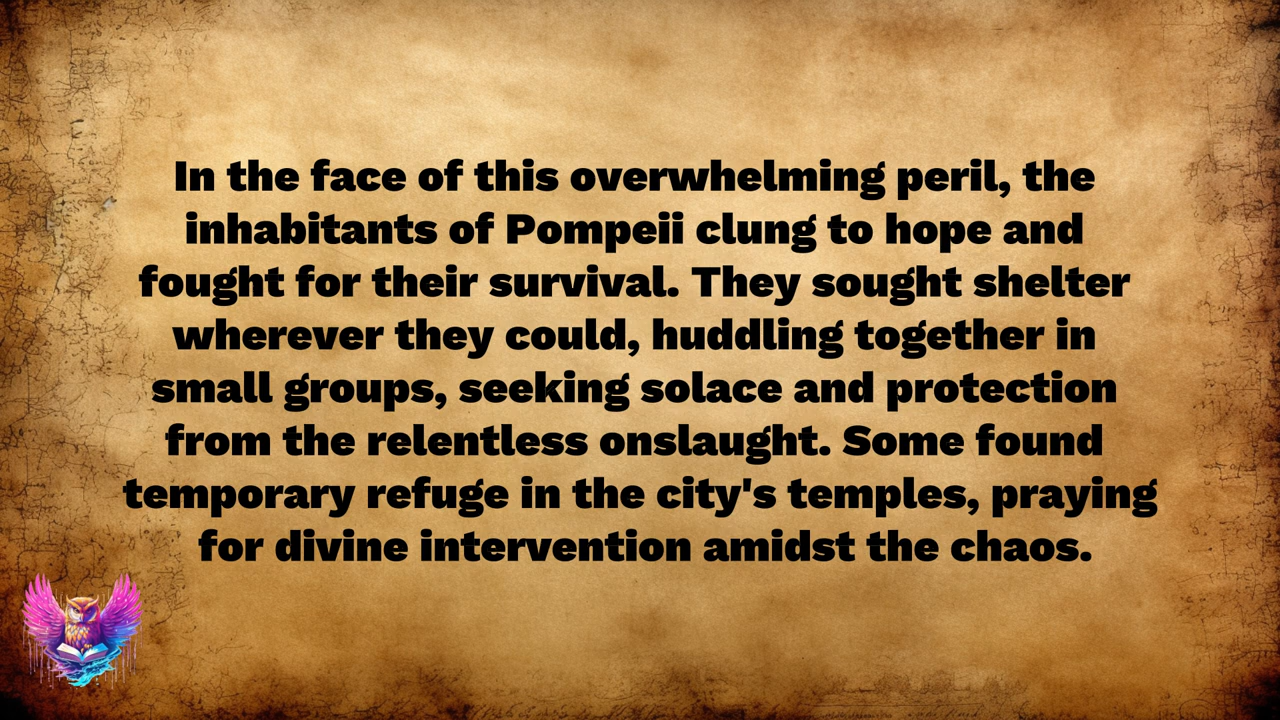 In the face of this overwhelming peril, the
inhabitants of Pompeii clung to hope and
fought for their survival. They sought shelter
wherever they could, huddling together in
small groups, seeking solace and protection
from the relentless onslaught. Some found
temporary refuge in the city's temples, praying
for divine intervention amidst the chaos.